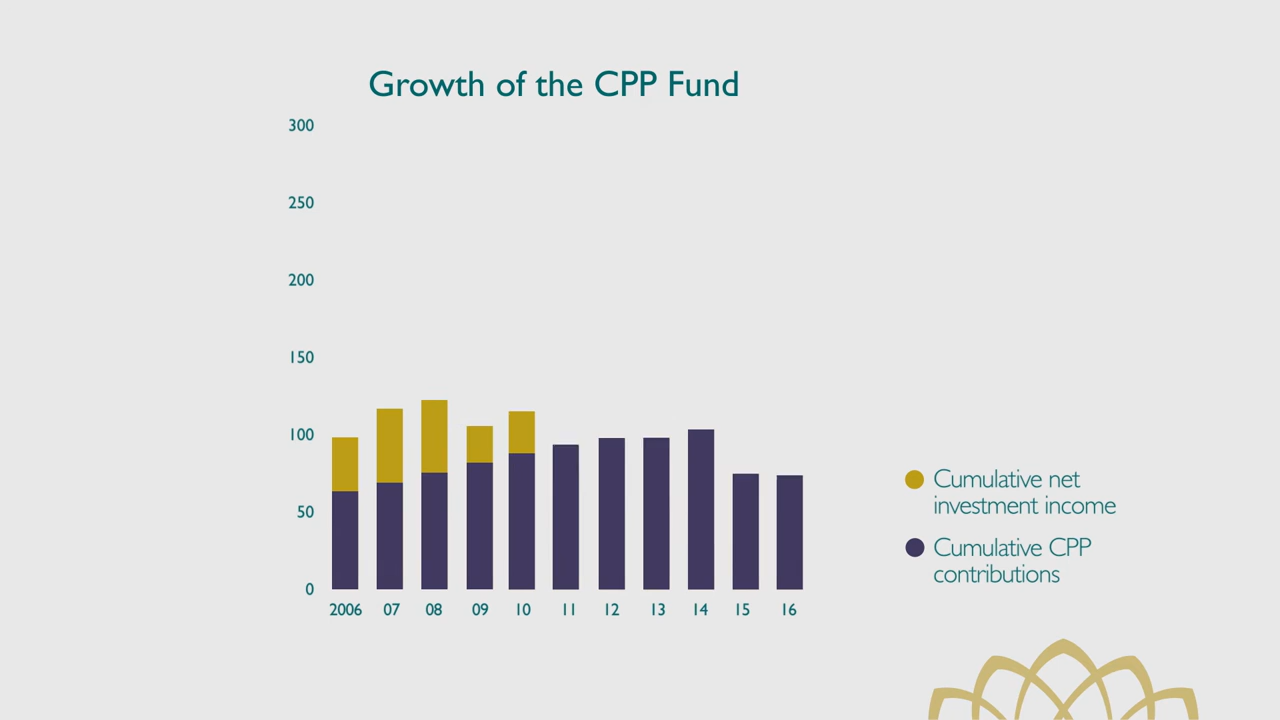 Growth of the CPP Fund
300
250
200
150
100
50
0
2006 07 08 09 10 11 12 13 14 15 16
Cumulative net
investment income
Cumulative CPP
contributions